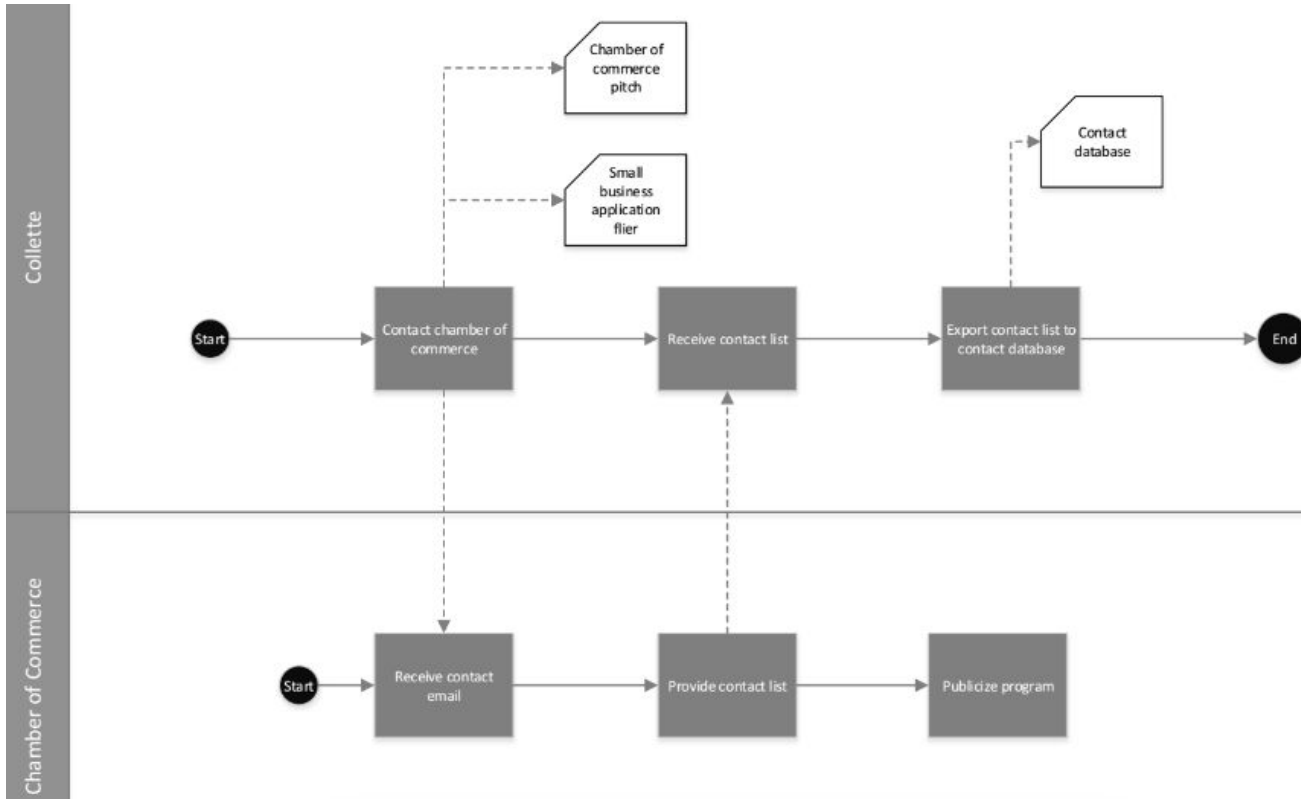 Collette
Chamber of
commerce
pitch
Small
business
application
flier
Contact
database
Start
Contact chamber of
commerce
Receive contact list
Export contact list to
contact database
End
Chamber of Commerce
Start
Receive contact
email
Provide contact list
Publicize program